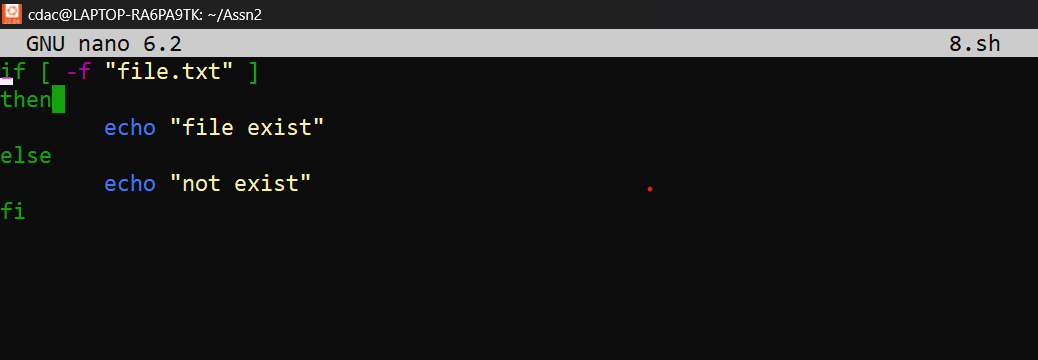 cdac@LAPTOP-RA6PA9TK: ~/Assn2
GNU nano 6.2 8.sh
if [ -f "file.txt" ]
then
echo "file exist"
else
echo "not exist"
fi